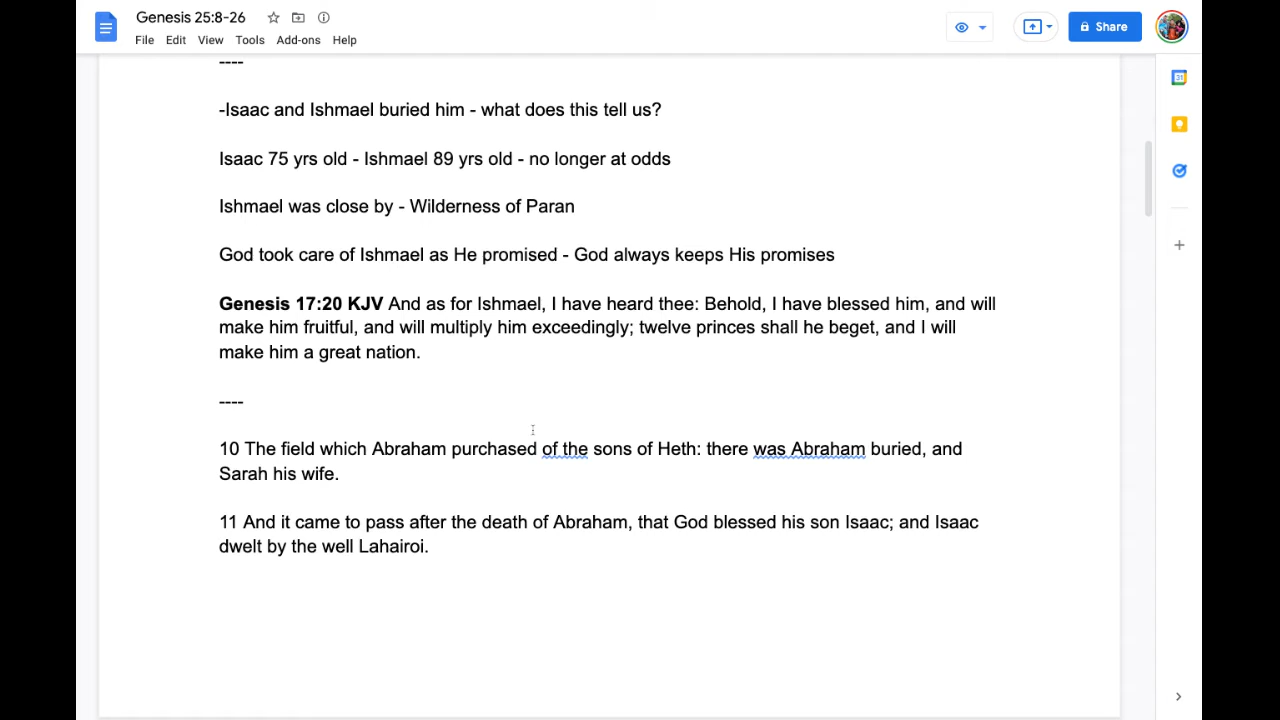 Genesis 25:8-26
File Edit View Tools Add-ons Help
Share
----
-Isaac and Ishmael buried him - what does this tell us?
Isaac 75 yrs old - Ishmael 89 yrs old - no longer at odds
Ishmael was close by - Wilderness of Paran
God took care of Ishmael as He promised - God always keeps His promises
Genesis 17:20 KJV And as for Ishmael, I have heard thee: Behold, I have blessed him, and will
make him fruitful, and will multiply him exceedingly; twelve princes shall he beget, and I will
make him a great nation.
----
10 The field which Abraham purchased of the sons of Heth: there was Abraham buried, and
Sarah his wife.
11 And it came to pass after the death of Abraham, that God blessed his son Isaac; and Isaac
dwelt by the well Lahairoi.
31